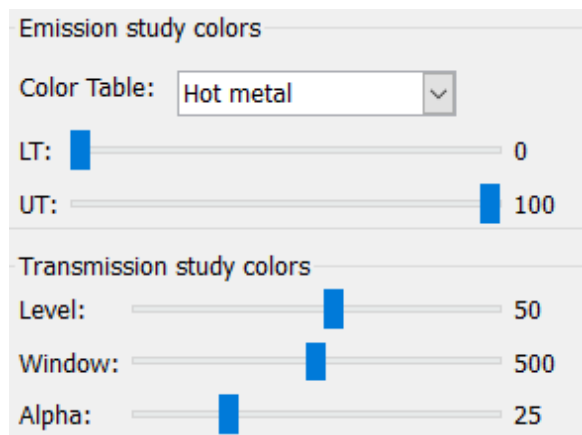 Emission study colors
Color Table: Hot metal
LT: 0
UT: 100
Transmission study colors
Level: 50
Window: 500
Alpha: 25